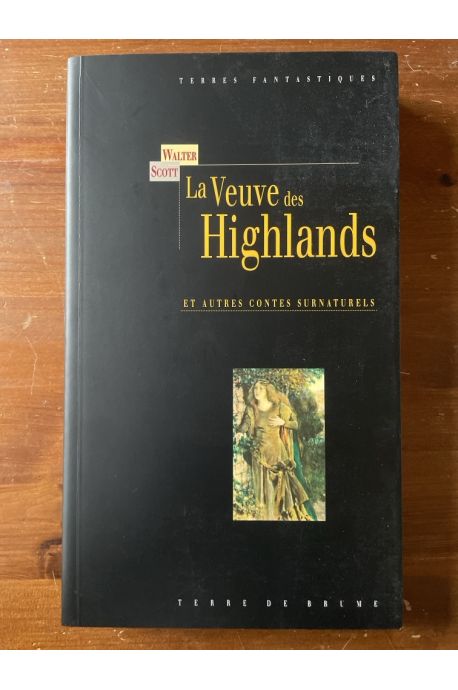 TERRES FANTASTIQUES
WALTER
SCOTT
La Veuve des
Highlands
ET AUTRES CONTES SURNATURELS
TERRE DE BRUME